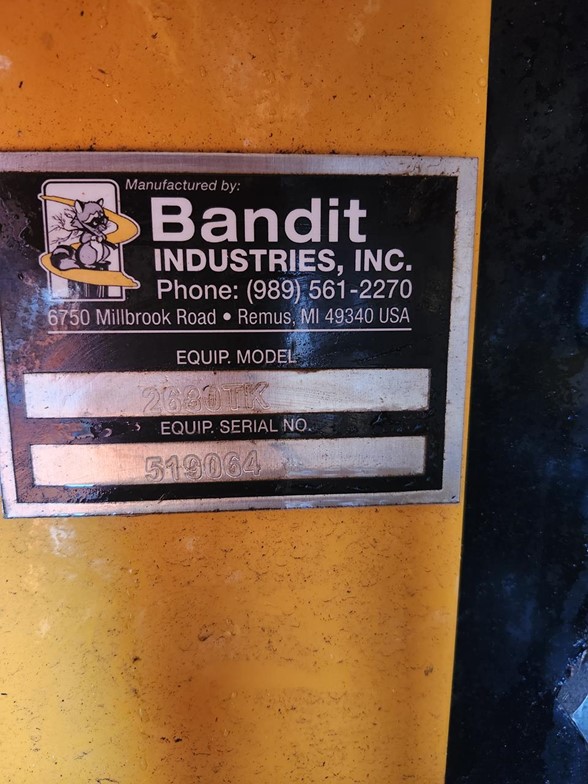 Manufactured by:
Bandit
INDUSTRIES, INC.
Phone: (989) 561-2270
6750 Millbrook Road • Remus, MI 49340 USA
EQUIP. MODEL
2680TK
EQUIP. SERIAL NO.
519064